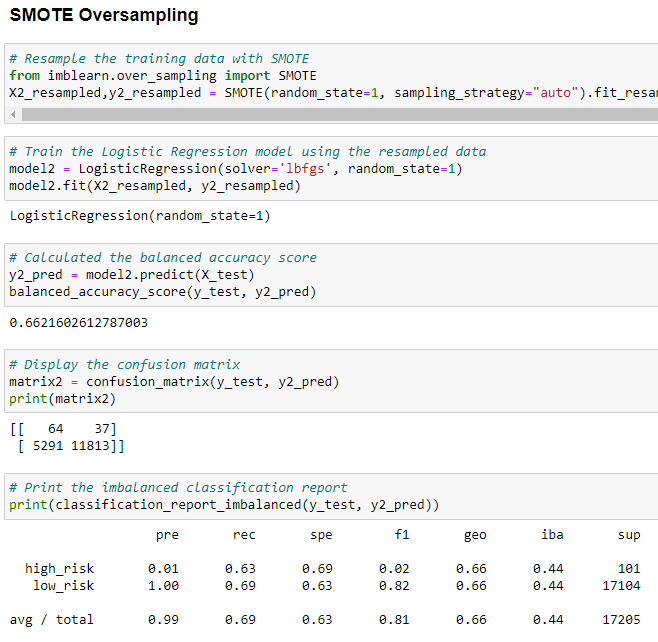 SMOTE Oversampling
# Resample the training data with SMOTE
from imblearn.over_sampling import SMOTE
X2_resampled,y2_resampled = SMOTE(random_state=1, sampling_strategy="auto").fit_resam
# Train the Logistic Regression model using the resampled data
model2 = LogisticRegression(solver='lbfgs', random_state=1)
model2.fit(X2_resampled, y2_resampled)
LogisticRegression(random_state=1)
# Calculated the balanced accuracy score
y2_pred = model2.predict(X_test)
balanced_accuracy_score(y_test, y2_pred)
0.6621602612787003
# Display the confusion matrix
matrix2 = confusion_matrix(y_test, y2_pred)
print(matrix2)
[[   64    37]
 [ 5291 11813]]
# Print the imbalanced classification report
print(classification_report_imbalanced(y_test, y2_pred))
pre rec spe f1 geo iba sup
high_risk 0.01 0.63 0.69 0.02 0.66 0.44 101
low_risk 1.00 0.69 0.63 0.82 0.66 0.44 17104
avg / total 0.99 0.69 0.63 0.81 0.66 0.44 17205